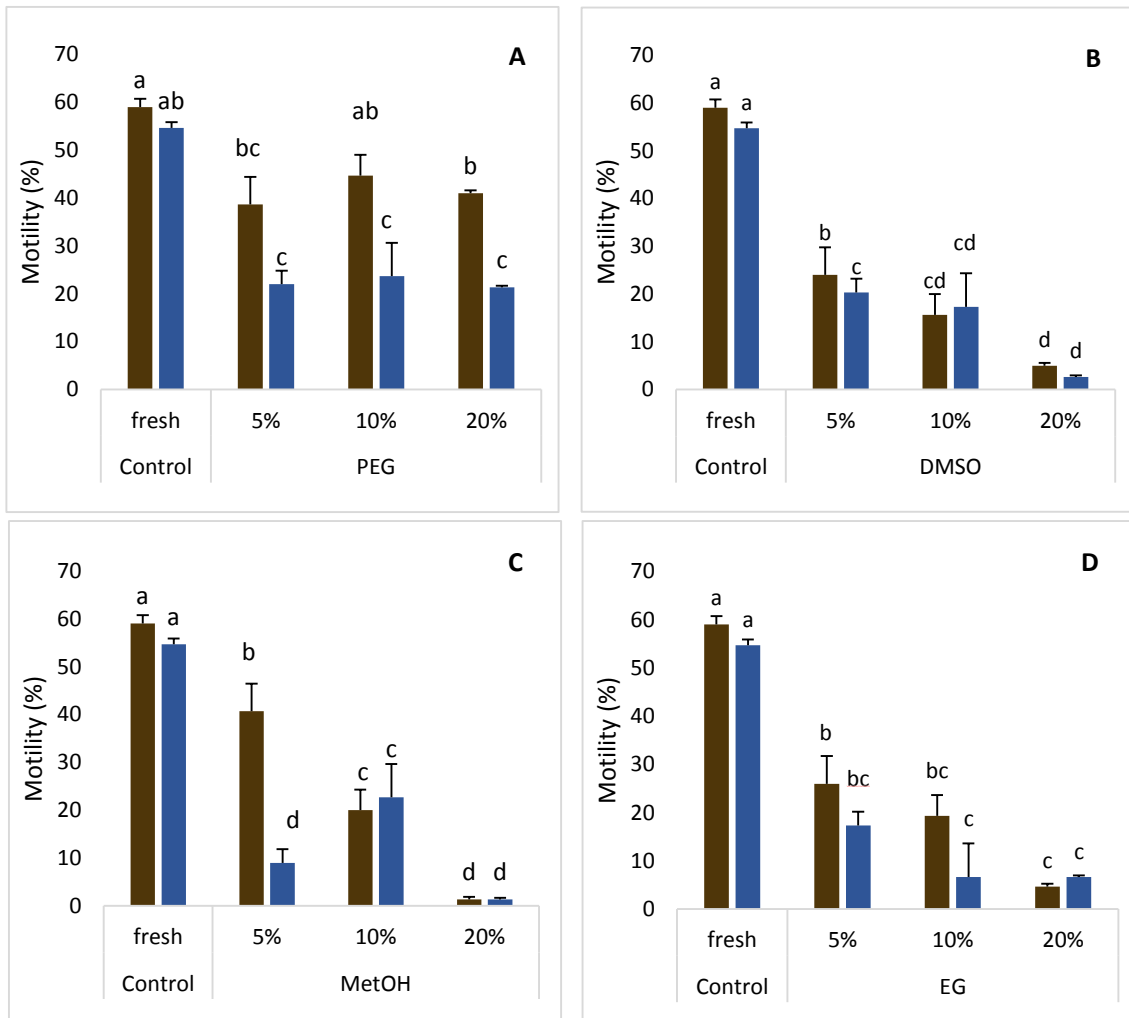 A
Motility (%)
70
60
50
40
30
20
10
0
a
ab
bc
c
ab
c
b
c
fresh
5%
10%
20%
Control
PEG
B
Motility (%)
70
60
50
40
30
20
10
0
a
a
b
c
cd
cd
d
d
fresh
5%
10%
20%
Control
DMSO
C
Motility (%)
70
60
50
40
30
20
10
0
a
a
b
d
c
c
d
d
fresh
5%
10%
20%
Control
MetOH
D
Motility (%)
70
60
50
40
30
20
10
0
a
a
b
bc
bc
c
c
c
fresh
5%
10%
20%
Control
EG